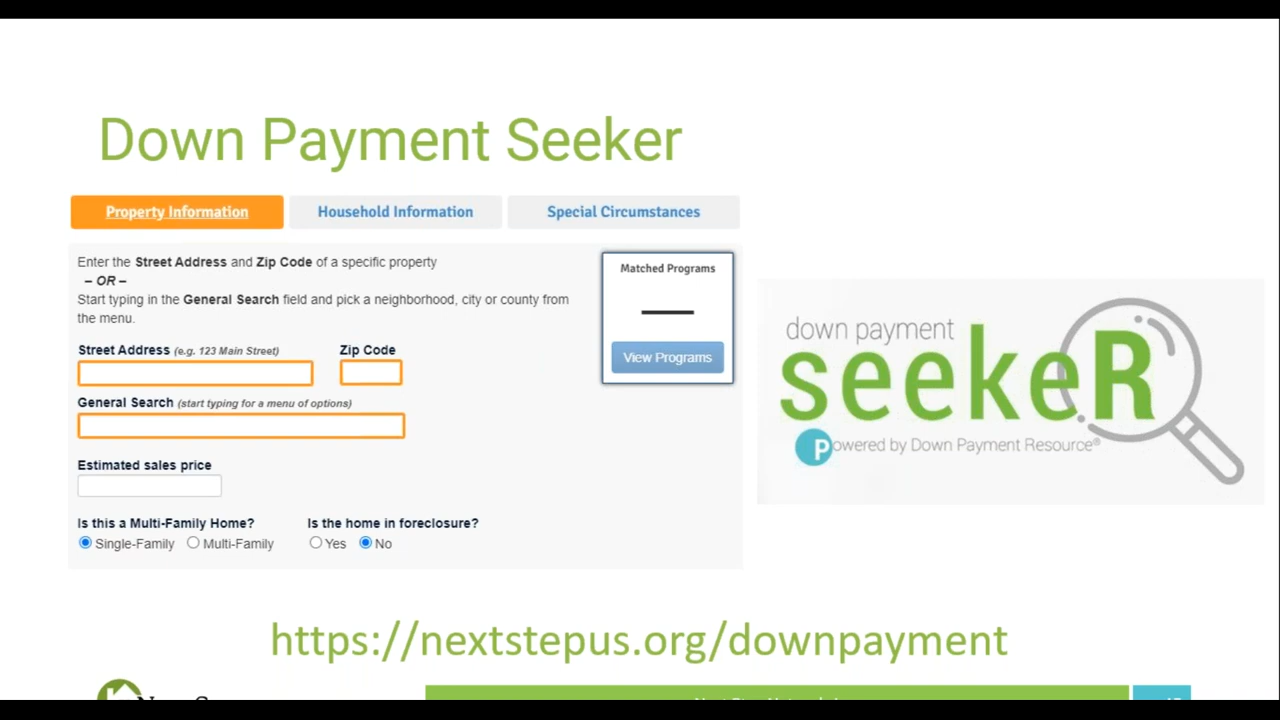 Down Payment Seeker
Property Information
Household Information
Special Circumstances
Enter the Street Address and Zip Code of a specific property
– OR –
Start typing in the General Search field and pick a neighborhood, city or county from
the menu.
Matched Programs
View Programs
Street Address (e.g. 123 Main Street)
Zip Code
General Search (start typing for a menu of options)
Estimated sales price
Is this a Multi-Family Home?
Is the home in foreclosure?
Single-Family
Multi-Family
Yes
No
down payment
seekeR
Powered by Down Payment Resource®
https://nextstepus.org/downpayment